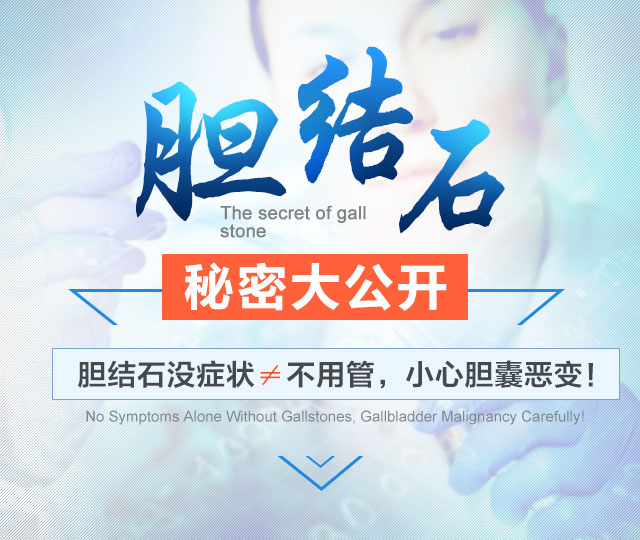 胆结石
The secret of gall
stone
秘密大公开
胆结石没症状≠不用管，小心胆囊恶变！
No Symptoms Alone Without Gallstones, Gallbladder Malignancy Carefully!